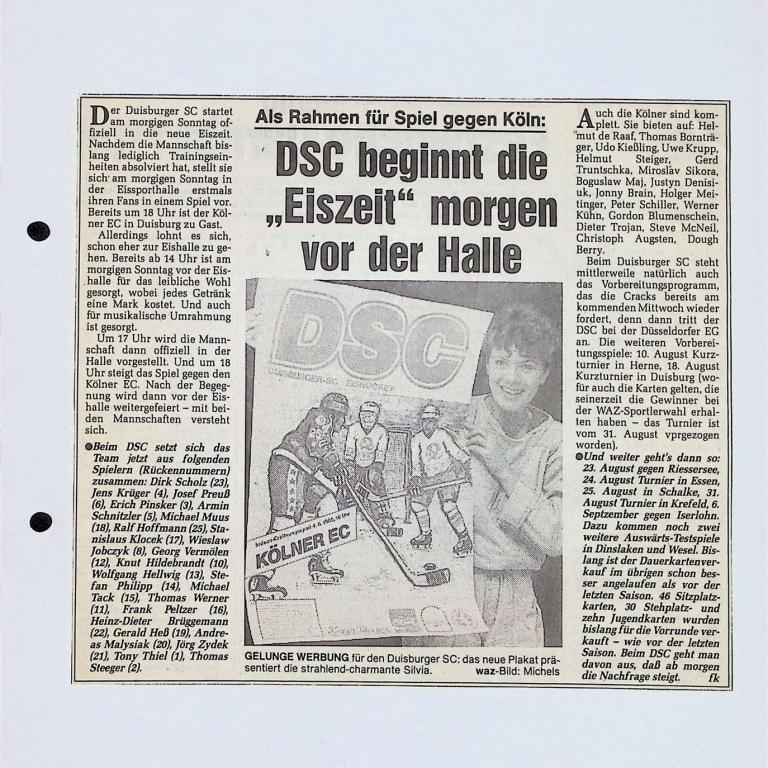 Als Rahmen für Spiel gegen Köln:
DSC beginnt die
„Eiszeit“ morgen
vor der Halle
Der Duisburger SC startet
am morgigen Sonntag of-
fiziell in die neue Eiszeit.
Nachdem die Mannschaft bis-
lang lediglich Trainingsein-
heiten absolviert hat, stellt sie
sich am morgigen Sonntag in
der Eissporthalle erstmals
ihren Fans in einem Spiel vor.
Bereits um 18 Uhr ist der Köl-
ner EC in Duisburg zu Gast.
Allerdings lohnt es sich,
schon eher zur Eishalle zu ge-
hen. Bereits ab 14 Uhr ist am
morgigen Sonntag vor der Eis-
halle für das leibliche Wohl
gesorgt, wobei jedes Getränk
eine Mark kostet. Und auch
für musikalische Umrahmung
ist gesorgt.
Um 17 Uhr wird die Mann-
schaft dann offiziell in der
Halle vorgestellt. Und um 18
Uhr steigt das Spiel gegen den
Kölner EC. Nach der Begeg-
nung wird dann vor der Eis-
halle weitergefeiert – mit bei-
den Mannschaften versteht
sich.
●Beim DSC setzt sich das
Team jetzt aus folgenden
Spielern (Rückennummern)
zusammen: Dirk Scholz (23),
Jens Krüger (4), Josef Preuß
(6), Erich Pinsker (3), Armin
Schnitzler (5), Michael Muus
(18), Ralf Hoffmann (25), Sta-
nislaus Klocek (17), Wieslaw
Jobczyk (8), Georg Vermölen
(12), Knut Hildebrandt (10),
Wolfgang Hellwig (13), Ste-
fan Philipp (14), Michael
Tack (15), Thomas Werner
(11), Frank Peltzer (16),
Heinz-Dieter Brüggemann
(22), Gerald Heß (19), Andre-
as Malysiak (20), Jörg Zydek
(21), Tony Thiel (1), Thomas
Steeger (2).
DSC
DUISBURGER SC EISHOCKEY
Saison-Eröffnungsspiel
KÖLNER EC
GELUNGE WERBUNG für den Duisburger SC: das neue Plakat prä-
sentiert die strahlend-charmante Silvia. waz-Bild: Michels
Auch die Kölner sind kom-
plett. Sie bieten auf: Hel-
mut de Raaf, Thomas Bornträ-
ger, Udo Kießling, Uwe Krupp,
Helmut Steiger, Gerd
Truntschka, Miroslav Sikora,
Boguslaw Maj, Justyn Denisi-
uk, Jonny Brain, Holger Mei-
tinger, Peter Schiller, Werner
Kühn, Gordon Blumenschein,
Dieter Trojan, Steve McNeil,
Christoph Augsten, Dough
Berry.
Beim Duisburger SC steht
mittlerweile natürlich auch
das Vorbereitungsprogramm,
das die Cracks bereits am
kommenden Mittwoch wieder
fordert, denn dann tritt der
DSC bei der Düsseldorfer EG
an. Die weiteren Vorberei-
tungsspiele: 10. August Kurz-
turnier in Herne, 18. August
Kurzturnier in Duisburg (wo-
für auch die Karten gelten, die
seinerzeit die Gewinner bei
der WAZ-Sportlerwahl erhal-
ten haben – das Turnier ist
vom 31. August vprgezogen
worden).
●Und weiter geht's dann so:
23. August gegen Riessersee,
24. August Turnier in Essen,
25. August in Schalke, 31.
August Turnier in Krefeld, 6.
Septzember gegen Iserlohn.
Dazu kommen noch zwei
weitere Auswärts-Testspiele
in Dinslaken und Wesel. Bis-
lang ist der Dauerkartenver-
kauf im übrigen schon bes-
ser angelaufen als vor der
letzten Saison. 46 Sitzplatz-
karten, 30 Stehplatz- und
zehn Jugendkarten wurden
bislang für die Vorrunde ver-
kauft – wie vor der letzten
Saison. Beim DSC geht man
davon aus, daß ab morgen
die Nachfrage steigt. fk